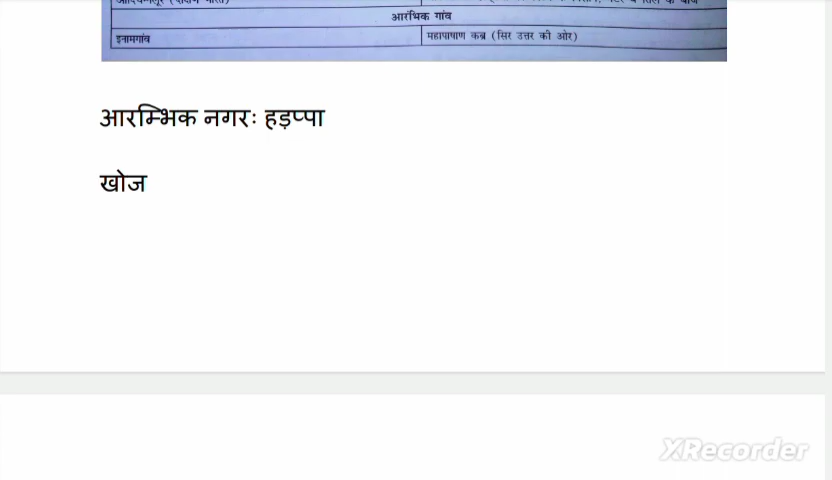 आरंभिक गांव
इनामगांव
महापाषाण कब्र (सिर उत्तर की ओर)
आरम्भिक नगरः हड़प्पा
खोज
XRecorder